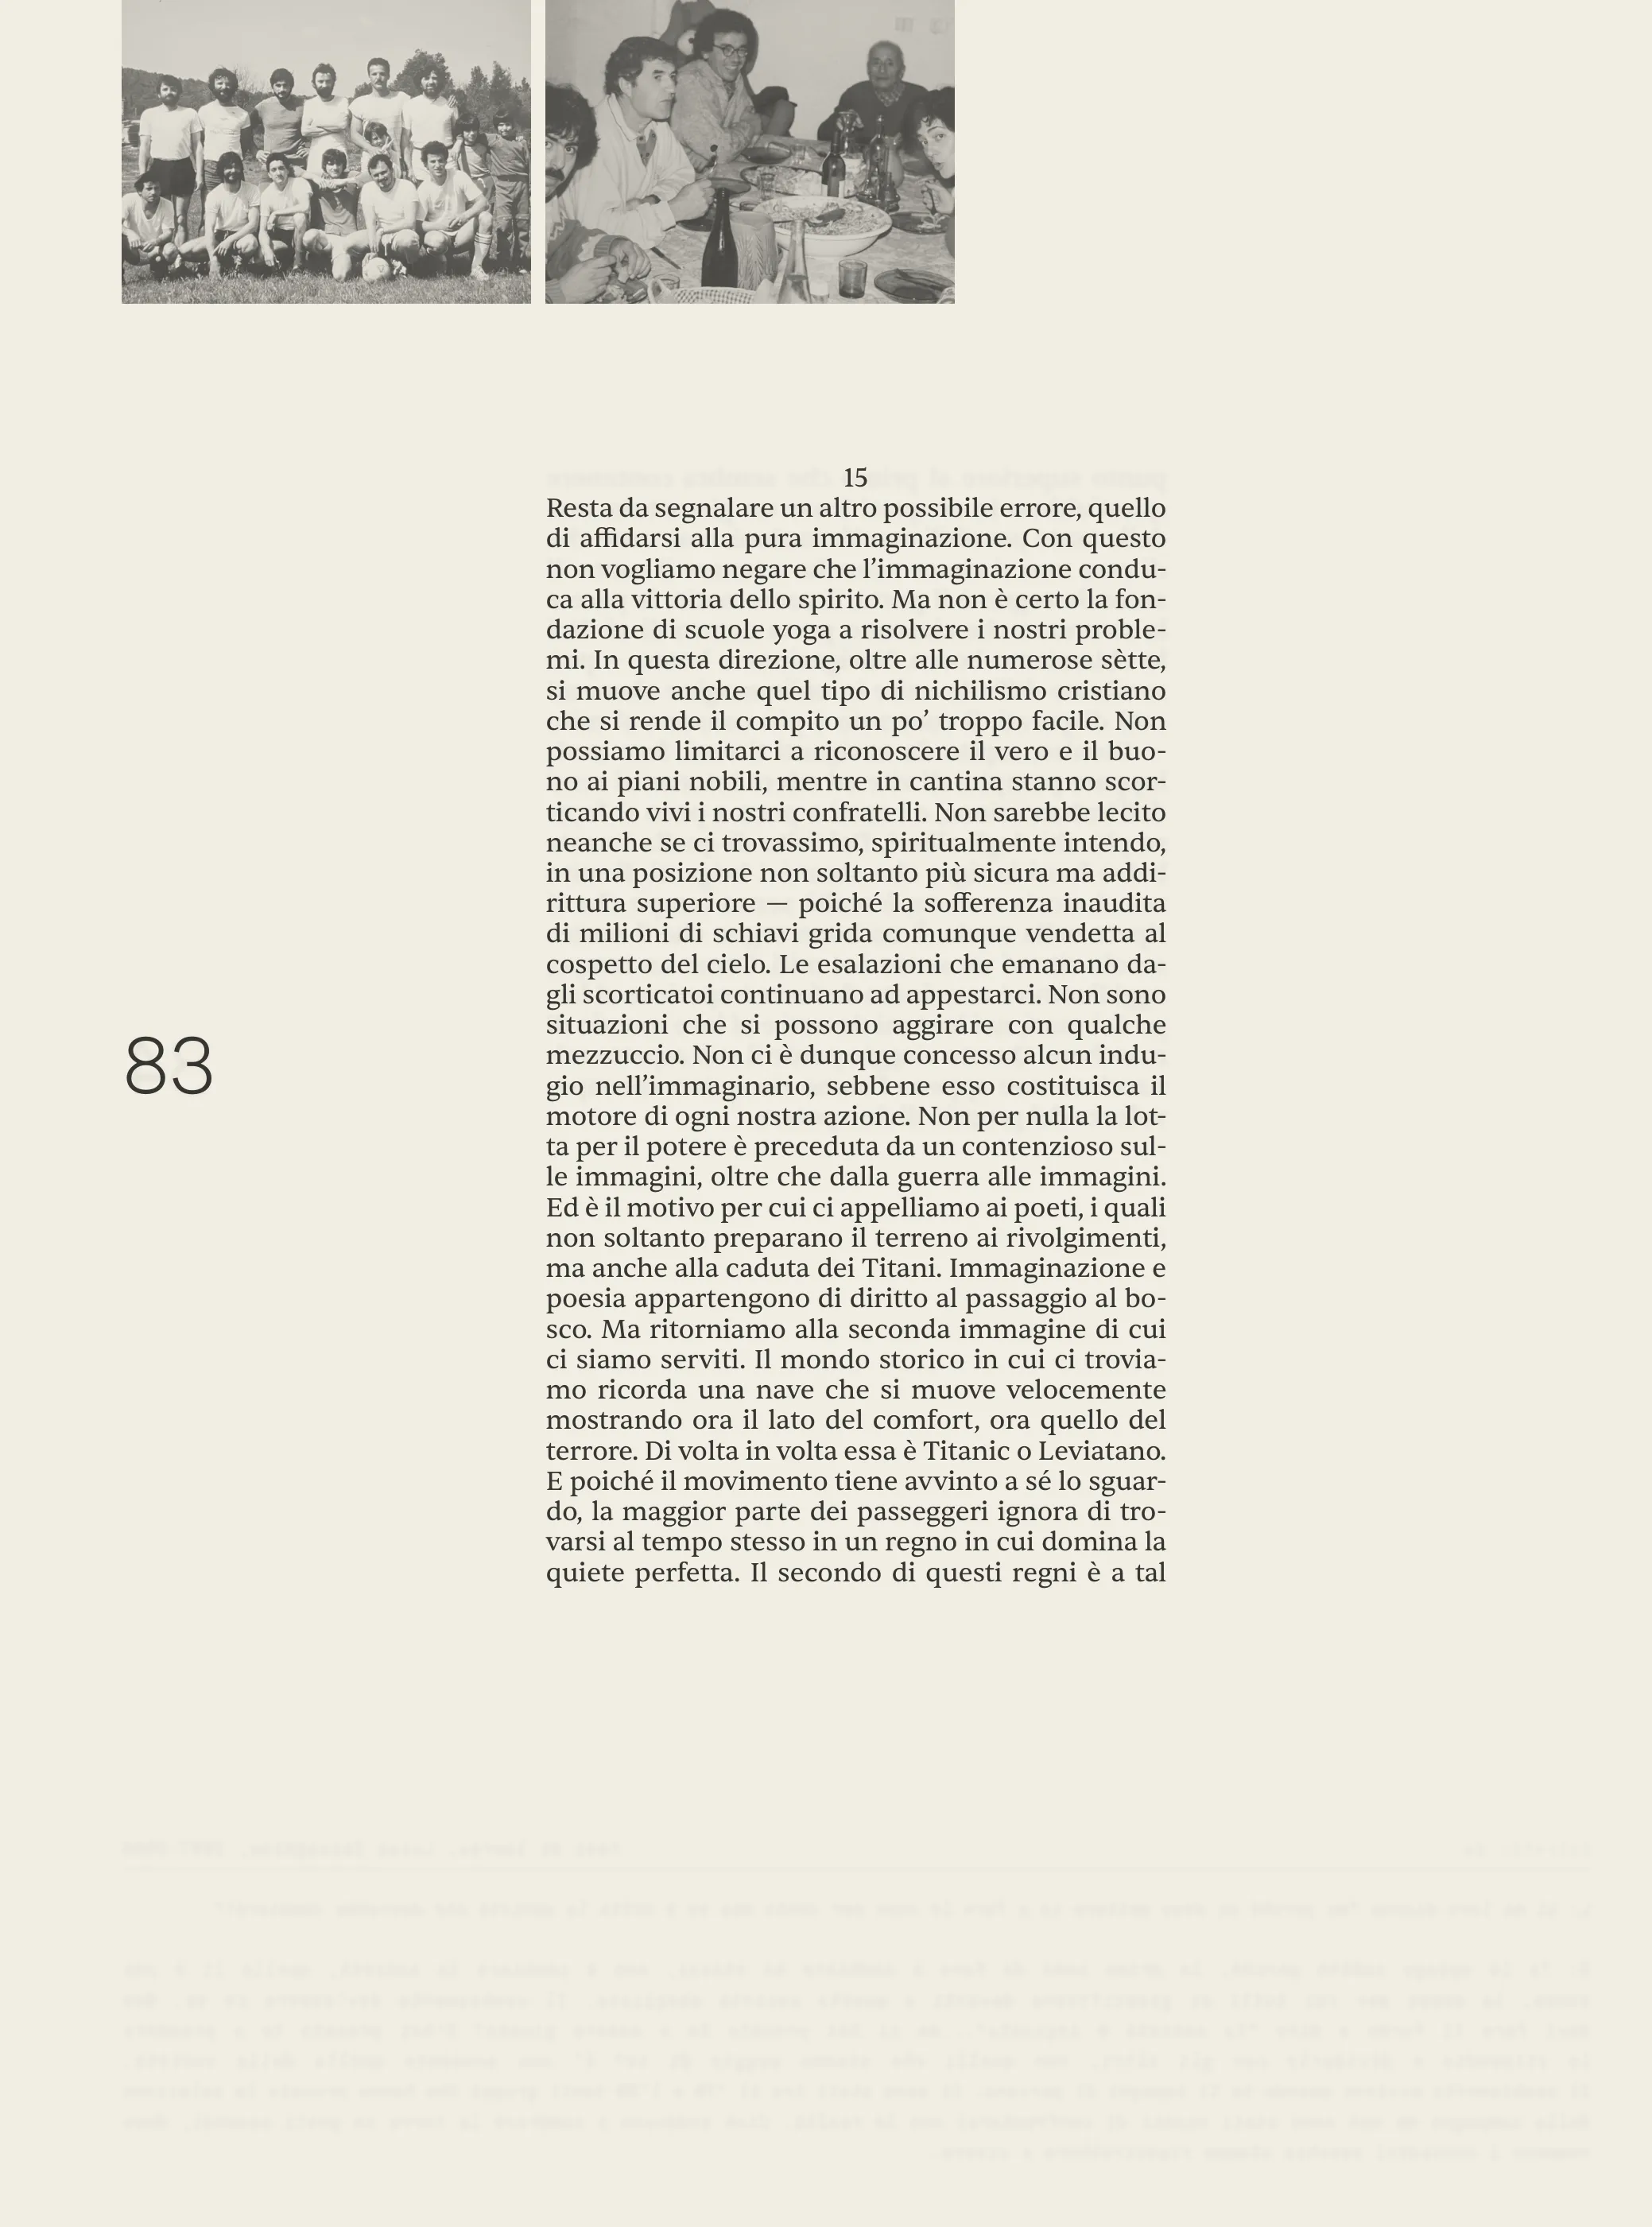 15
Resta da segnalare un altro possibile errore, quello
di affidarsi alla pura immaginazione. Con questo
non vogliamo negare che l’immaginazione condu-
ca alla vittoria dello spirito. Ma non è certo la fon-
dazione di scuole yoga a risolvere i nostri proble-
mi. In questa direzione, oltre alle numerose sètte,
si muove anche quel tipo di nichilismo cristiano
che si rende il compito un po’ troppo facile. Non
possiamo limitarci a riconoscere il vero e il buo-
no ai piani nobili, mentre in cantina stanno scor-
ticando vivi i nostri confratelli. Non sarebbe lecito
neanche se ci trovassimo, spiritualmente intendo,
in una posizione non soltanto più sicura ma addi-
rittura superiore — poiché la sofferenza inaudita
di milioni di schiavi grida comunque vendetta al
cospetto del cielo. Le esalazioni che emanano da-
gli scorticatoi continuano ad appestarci. Non sono
situazioni che si possono aggirare con qualche
mezzuccio. Non ci è dunque concesso alcun indu-
gio nell’immaginario, sebbene esso costituisca il
motore di ogni nostra azione. Non per nulla la lot-
ta per il potere è preceduta da un contenzioso sul-
le immagini, oltre che dalla guerra alle immagini.
Ed è il motivo per cui ci appelliamo ai poeti, i quali
non soltanto preparano il terreno ai rivolgimenti,
ma anche alla caduta dei Titani. Immaginazione e
poesia appartengono di diritto al passaggio al bo-
sco. Ma ritorniamo alla seconda immagine di cui
ci siamo serviti. Il mondo storico in cui ci trovia-
mo ricorda una nave che si muove velocemente
mostrando ora il lato del comfort, ora quello del
terrore. Di volta in volta essa è Titanic o Leviatano.
E poiché il movimento tiene avvinto a sé lo sguar-
do, la maggior parte dei passeggeri ignora di tro-
varsi al tempo stesso in un regno in cui domina la
quiete perfetta. Il secondo di questi regni è a tal
83